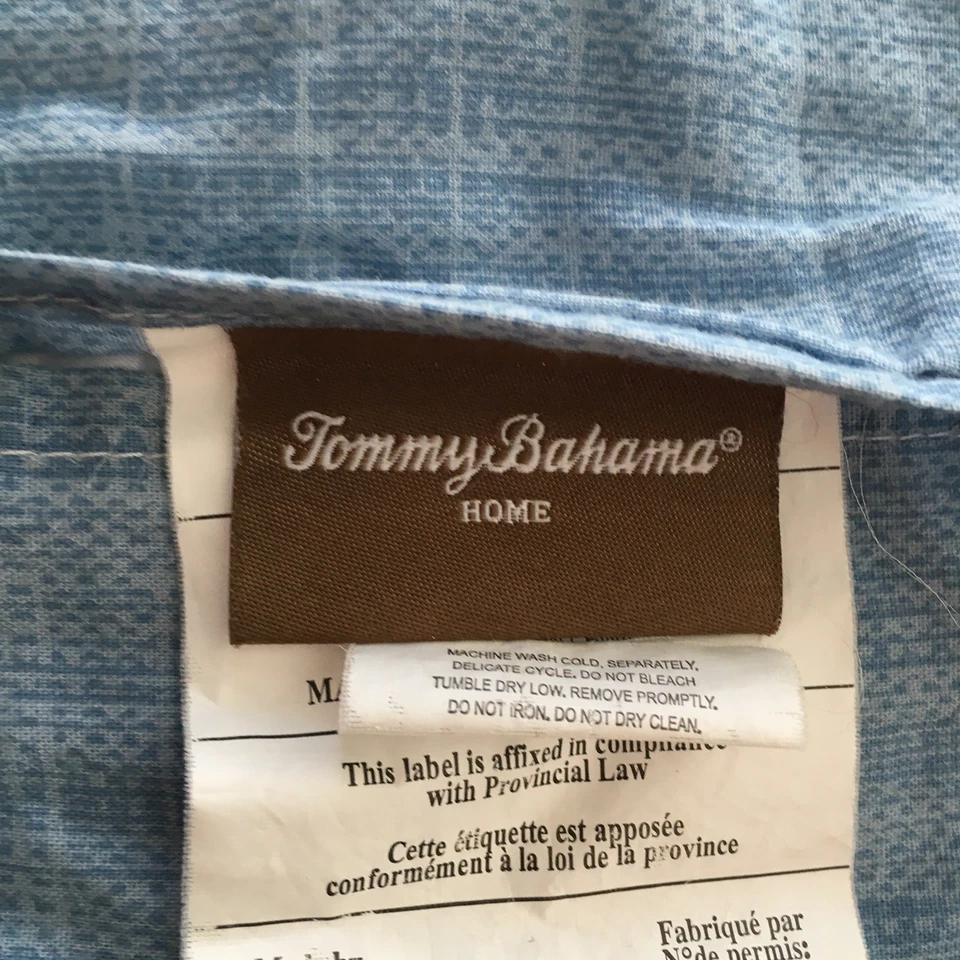 Tommy Bahama®
HOME
MACHINE WASH COLD, SEPARATELY,
DELICATE CYCLE. DO NOT BLEACH
TUMBLE DRY LOW. REMOVE PROMPTLY.
DO NOT IRON. DO NOT DRY CLEAN.
This label is affixed in compliance
with Provincial Law
Cette étiquette est apposée
conformément à la loi de la province
Fabriqué par
N°de permis: